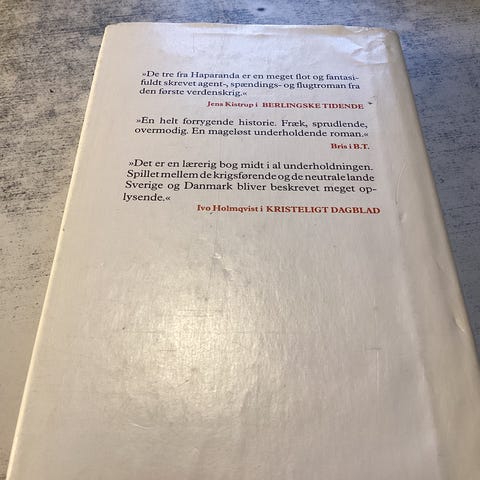 »De tre fra Haparanda er en meget flot og fantasi-
fuldt skrevet agent-, spændings- og flugtroman fra
den første verdenskrig.«
Jens Kistrup i BERLINGSKE TIDENDE
»En helt forrygende historie. Fræk, sprudlende,
overmodig. En mageløst underholdende roman.«
Bris i B.T.
»Det er en lærerig bog midt i al underholdningen.
Spillet mellem de krigsførende og de neutrale lande
Sverige og Danmark bliver beskrevet meget op-
lysende.«
Ivo Holmqvist i KRISTELIGT DAGBLAD